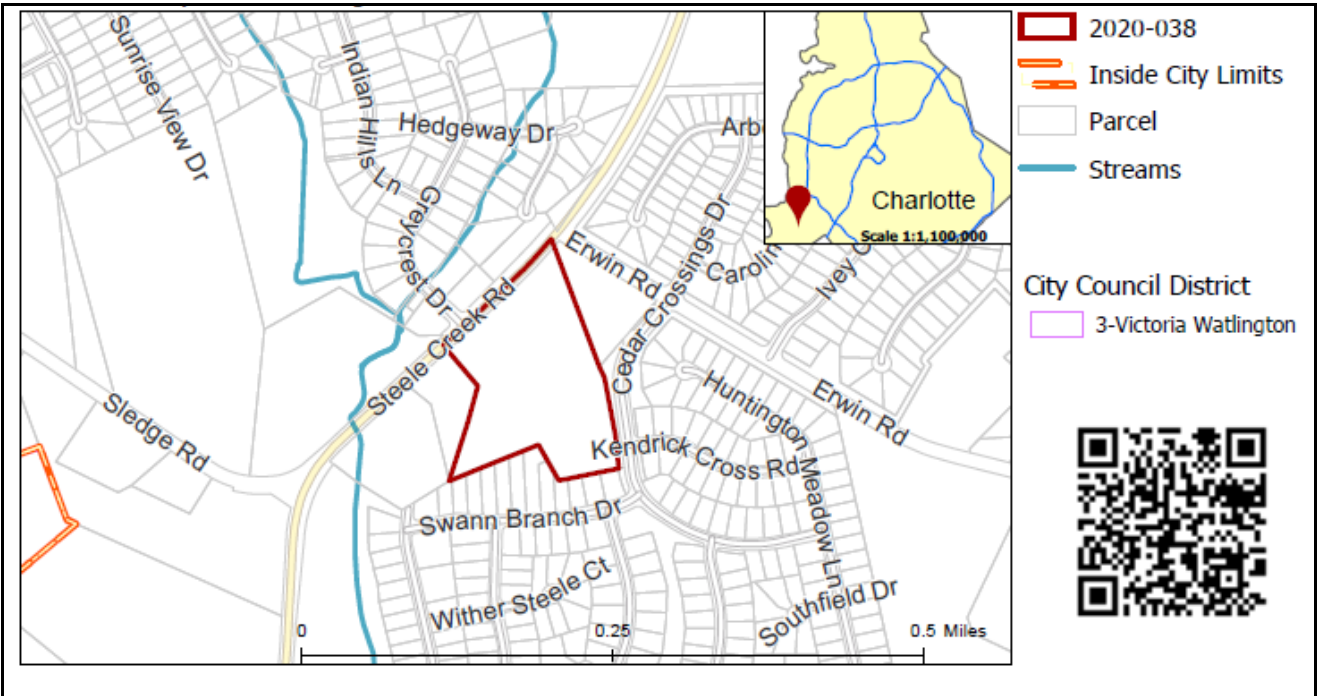 Sunrise View Dr
Indian Hills Ln
Hedgeway Dr
Greycrest Dr
Arb
Erwin Rd
Cedar Crossings Dr
Carolin
Ivey C
Steele Creek Rd
Sledge Rd
Huntington Meadow Ln
Erwin Rd
Kendrick Cross Rd
Swann Branch Dr
Wither Steele Ct
Southfield Dr
0
0.25
0.5 Miles
Charlotte
Scale 1:1,100,000
2020-038
Inside City Limits
Parcel
Streams
City Council District
3-Victoria Watlington